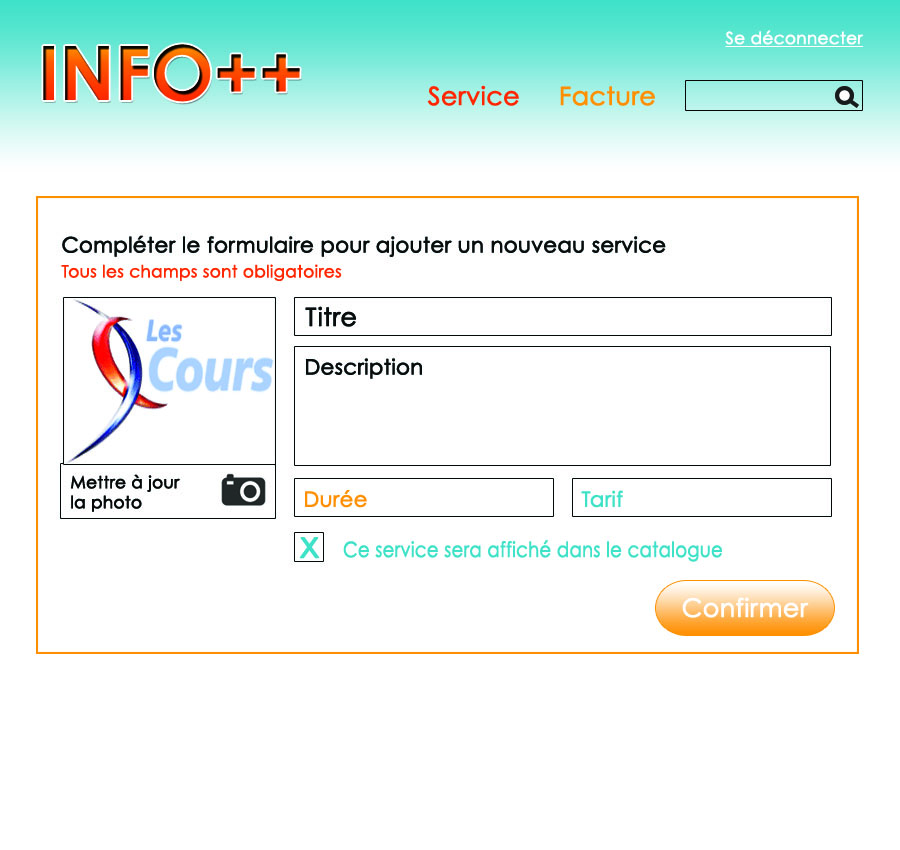 Se déconnecter
INFO++
Service Facture
Compléter le formulaire pour ajouter un nouveau service
Tous les champs sont obligatoires
Les
Cours
Mettre à jour
la photo
Titre
Description
Durée
Tarif
X Ce service sera affiché dans le catalogue
Confirmer